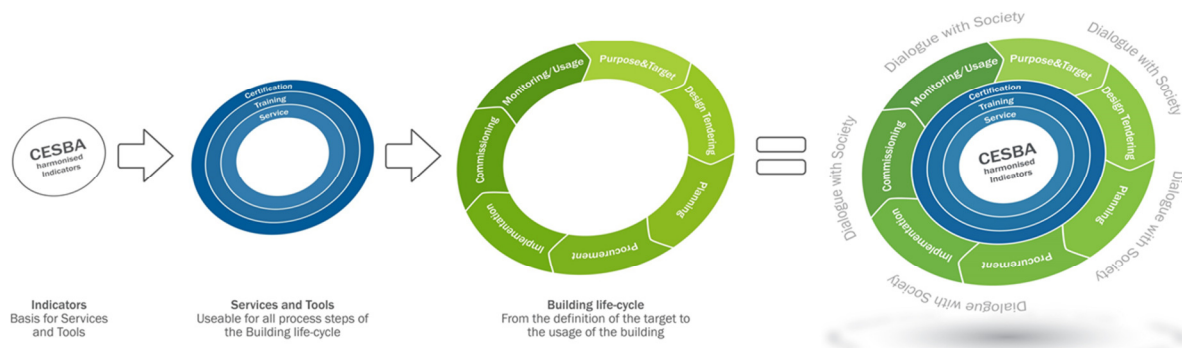 CESBA
harmonised
Indicators
Certification
Training
Service
Monitoring/Usage
Purpose&Target
Design Tendering
Planning
Procurement
Implementation
Commissioning
Dialogue with Society
Dialogue with Society
Dialogue with Society
Dialogue with Society
Dialogue with Society
Monitoring/Usage
Purpose&Target
Design Tendering
Planning
Procurement
Implementation
Commissioning
Certification
Training
Service
CESBA
harmonised
Indicators
Indicators
Basis for Services
and Tools
Services and Tools
Useable for all process steps of
the Building life-cycle
Building life-cycle
From the definition of the target to
the usage of the building